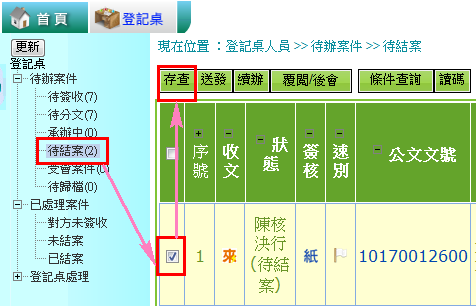 首頁 登記桌
更新
登記桌
待辦案件
待簽收(7)
待分文(7)
承辦中(0)
待結案(2)
受會案件(0)
待歸檔(0)
已處理案件
對方未簽收
未結案
已結案
登記桌處理
現在位置 ：登記桌人員 >> 待辦案件 >> 待結案
存查 送發 續辦 覆閱/後會 條件查詢 讀碼
序號 收文 狀態 簽核 速別 公文文號
1 來 陳核決行(待結案) 紙 10170012600